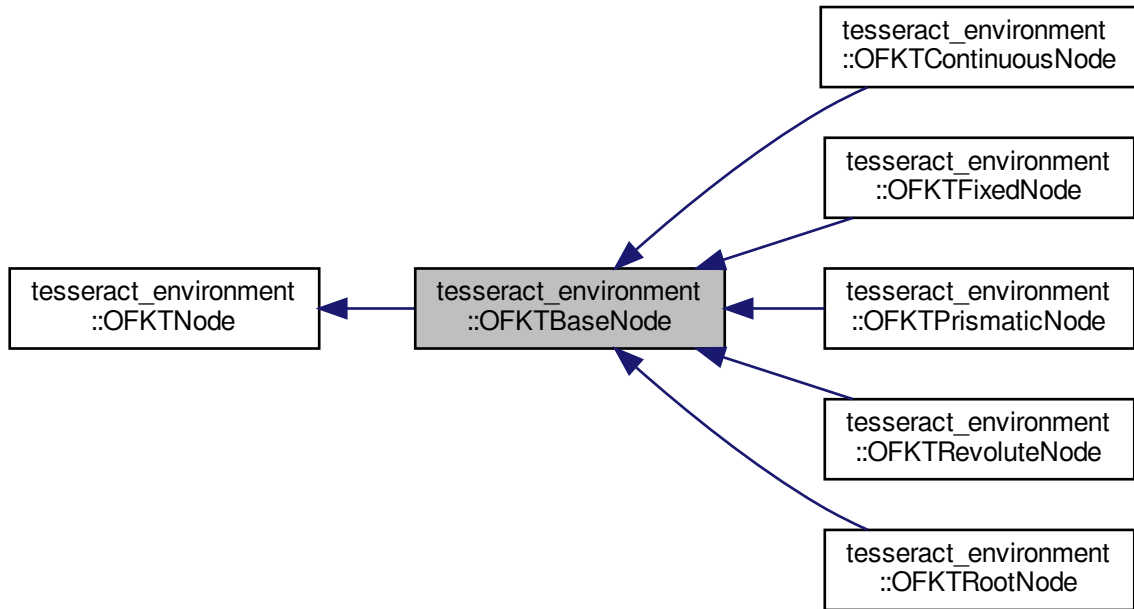 tesseract_environment
::OFKTContinuousNode
tesseract_environment
::OFKTFixedNode
tesseract_environment
::OFKTNode
tesseract_environment
::OFKTBaseNode
tesseract_environment
::OFKTPrismaticNode
tesseract_environment
::OFKTRevoluteNode
tesseract_environment
::OFKTRootNode